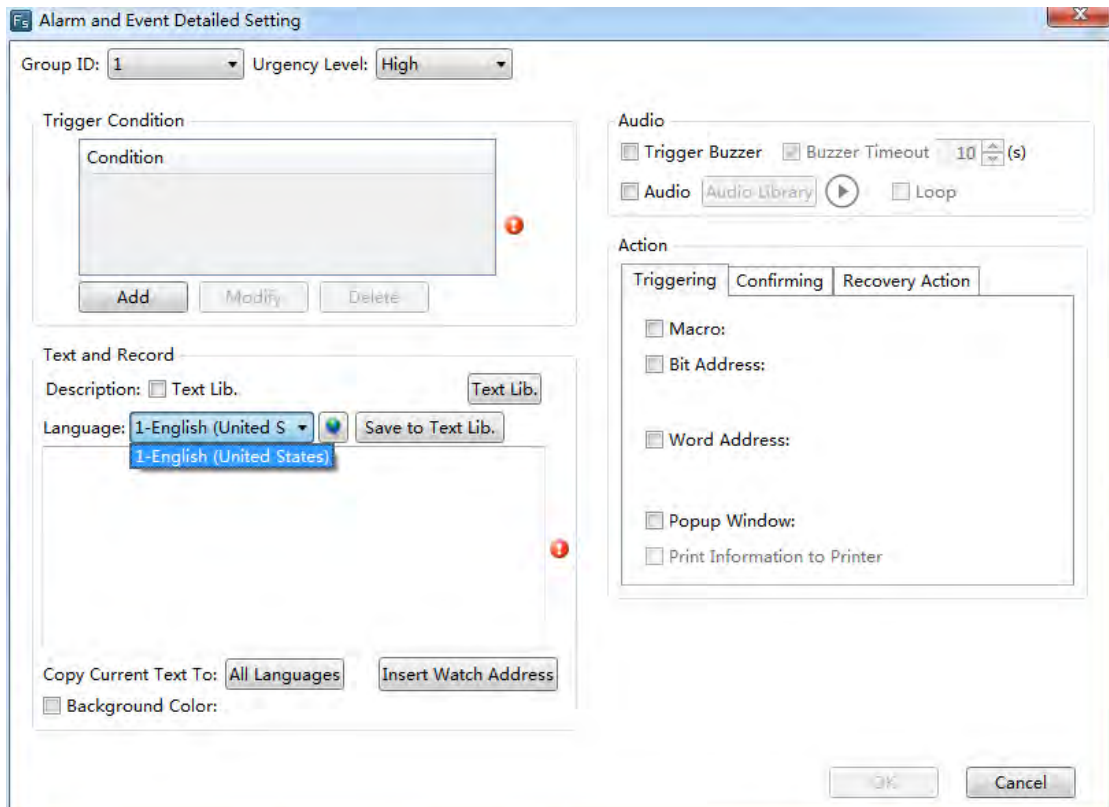 Fs Alarm and Event Detailed Setting
X
Group ID: 1 Urgency Level: High
Trigger Condition
Condition
Add Modify Delete
Text and Record
Description: Text Lib. Text Lib.
Language: 1-English (United S Save to Text Lib.
1-English (United States)
Copy Current Text To: All Languages Insert Watch Address
Background Color:
Audio
Trigger Buzzer Buzzer Timeout 10 (s)
Audio Audio Library Loop
Action
Triggering Confirming Recovery Action
Macro:
Bit Address:
Word Address:
Popup Window:
Print Information to Printer
OK Cancel